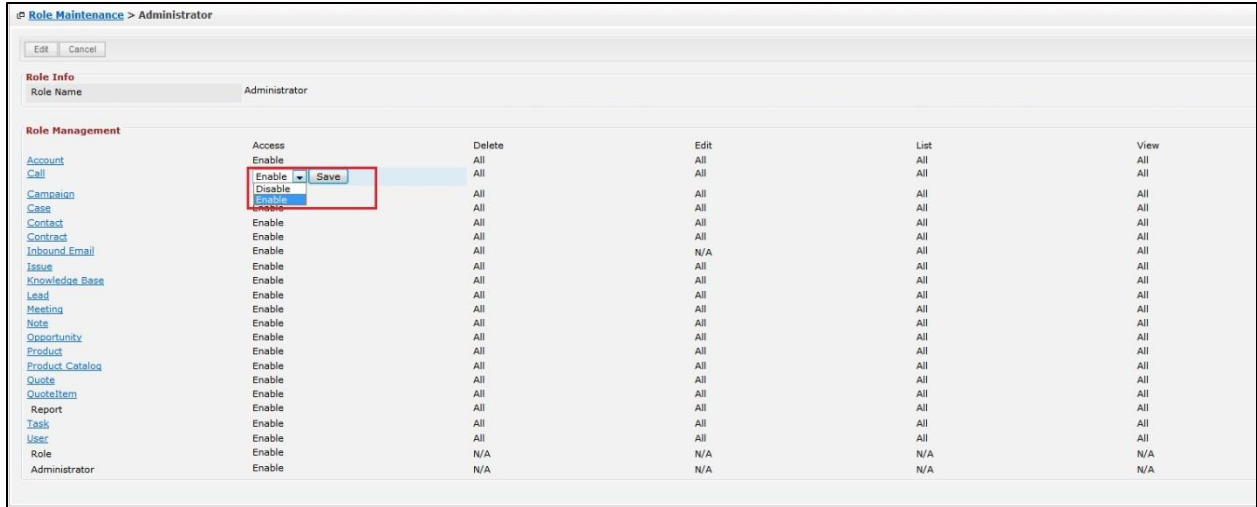 Role Maintenance > Administrator
Edit Cancel
Role Info
Role Name Administrator
Role Management
Access Delete Edit List View
Account Enable All All All All
Call Enable Save All All All All
Disable
Enable
Campaign All All All All
Case Enable All All All All
Contact Enable All All All All
Contract Enable All All All All
Inbound Email Enable All N/A All All
Issue Enable All All All All
Knowledge Base Enable All All All All
Lead Enable All All All All
Meeting Enable All All All All
Note Enable All All All All
Opportunity Enable All All All All
Product Enable All All All All
Product Catalog Enable All All All All
Quote Enable All All All All
QuoteItem Enable All All All All
Report Enable All All All All
Task Enable All All All All
User Enable All All All All
Role Enable N/A N/A N/A N/A
Administrator Enable N/A N/A N/A N/A